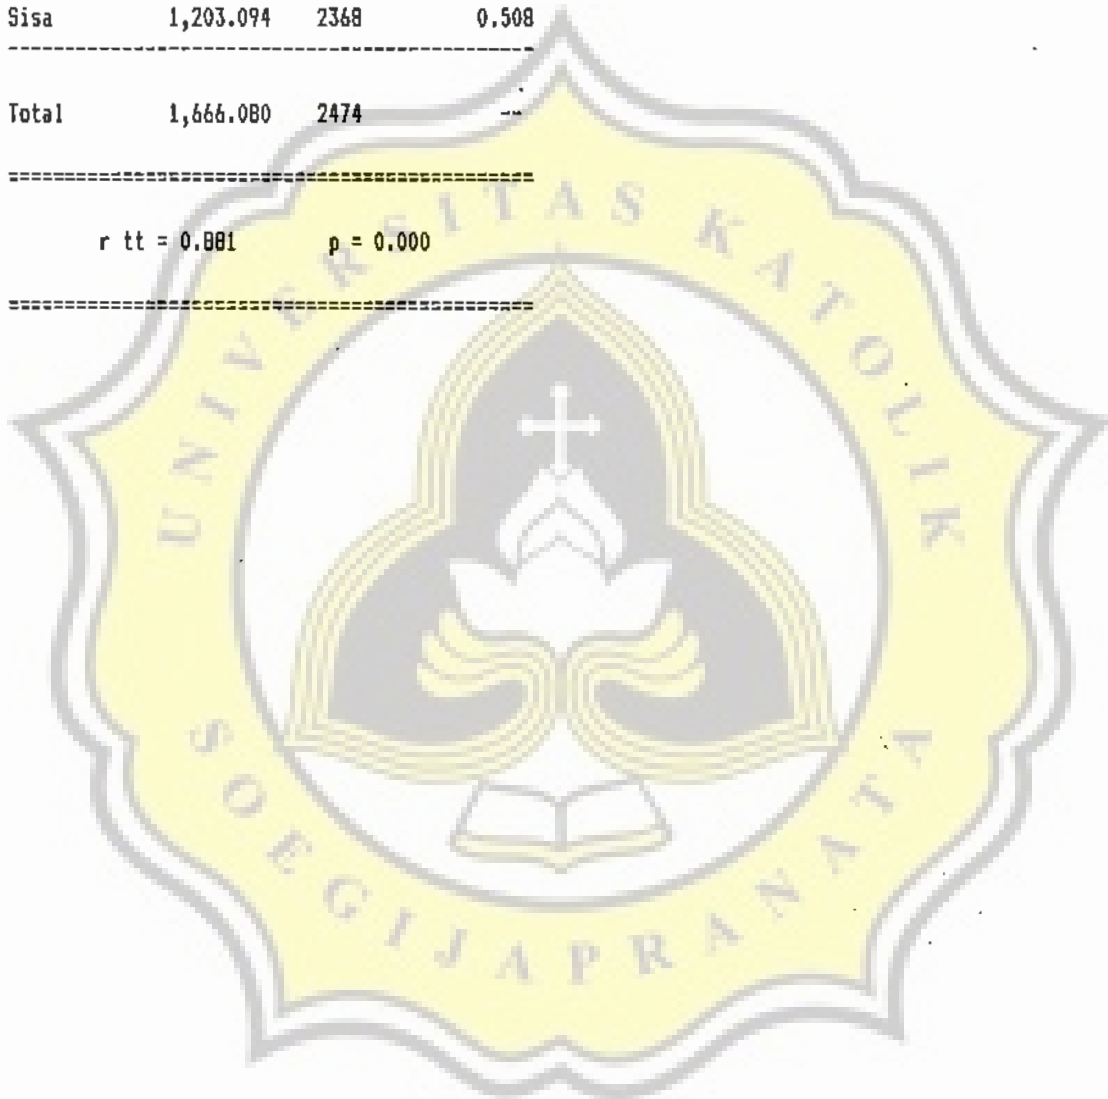 Sisa 1,203.094 2368 0.508
Total 1,666.080 2474 --
r tt = 0.881 p = 0.000
UNIVERSITAS KATOLIK
SOEGIJAPRANATA